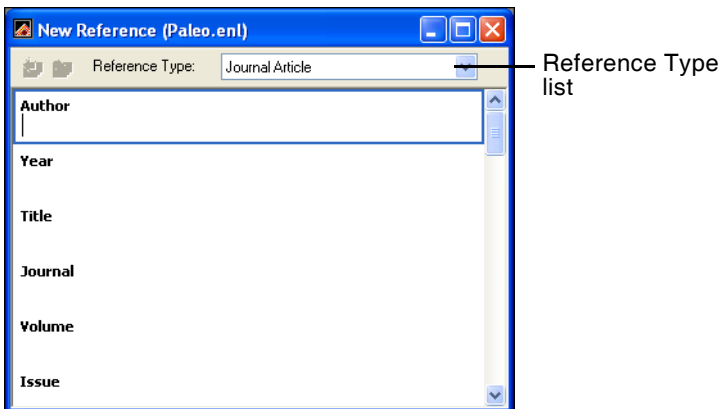 New Reference (Paleo.enl)
Reference Type: Journal Article
Reference Type
list
Author
Year
Title
Journal
Volume
Issue